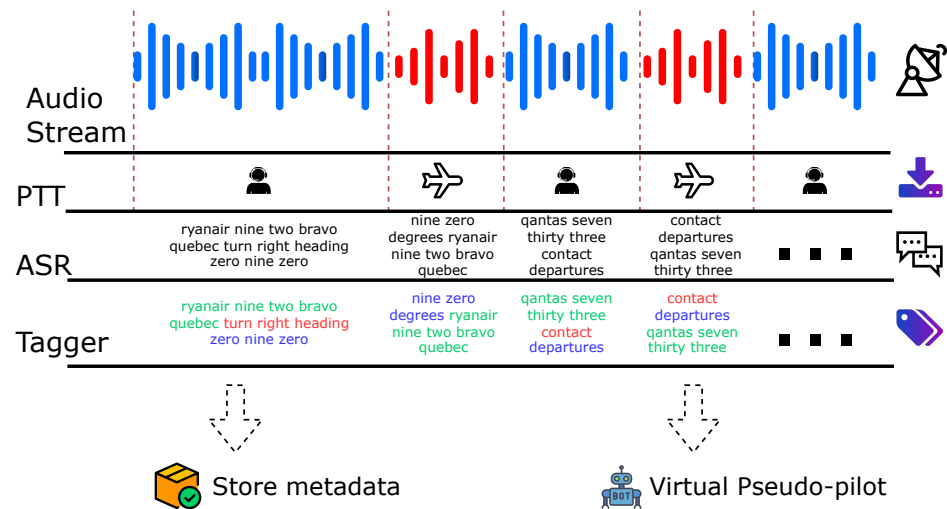 Audio
Stream
PTT
ASR
ryanair nine two bravo
quebec turn right heading
zero nine zero
nine zero
degrees ryanair
nine two bravo
quebec
qantas seven
thirty three
contact
departures
contact
departures
qantas seven
thirty three
Tagger
ryanair nine two bravo
quebec turn right heading
zero nine zero
nine zero
degrees ryanair
nine two bravo
quebec
qantas seven
thirty three
contact
departures
contact
departures
qantas seven
thirty three
Store metadata
BOT
Virtual Pseudo-pilot